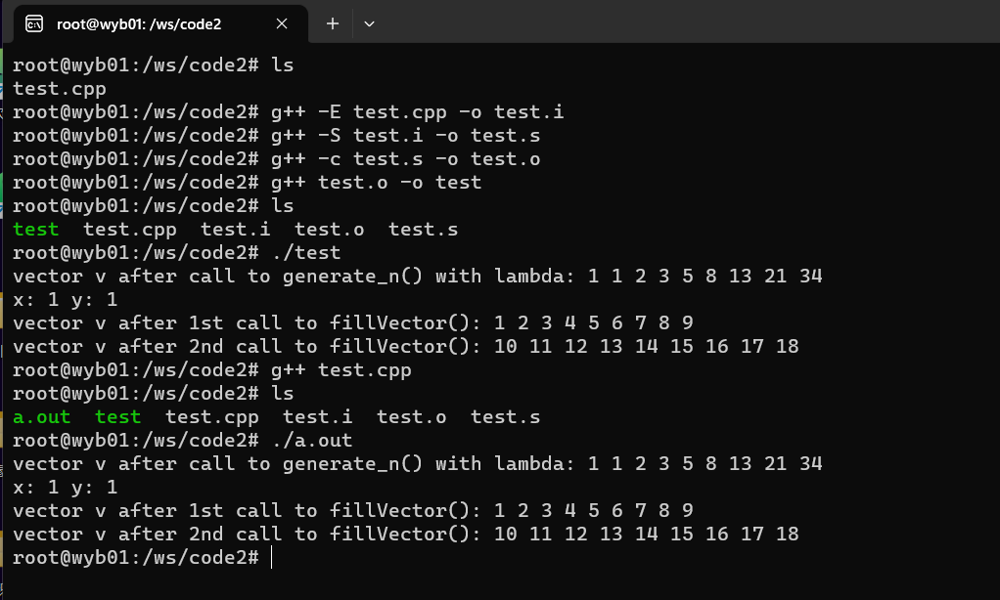 root@wyb01: /ws/code2
root@wyb01:/ws/code2# ls
test.cpp
root@wyb01:/ws/code2# g++ -E test.cpp -o test.i
root@wyb01:/ws/code2# g++ -S test.i -o test.s
root@wyb01:/ws/code2# g++ -c test.s -o test.o
root@wyb01:/ws/code2# g++ test.o -o test
root@wyb01:/ws/code2# ls
test  test.cpp  test.i  test.o  test.s
root@wyb01:/ws/code2# ./test
vector v after call to generate_n() with lambda: 1 1 2 3 5 8 13 21 34
x: 1 y: 1
vector v after 1st call to fillVector(): 1 2 3 4 5 6 7 8 9
vector v after 2nd call to fillVector(): 10 11 12 13 14 15 16 17 18
root@wyb01:/ws/code2# g++ test.cpp
root@wyb01:/ws/code2# ls
a.out  test  test.cpp  test.i  test.o  test.s
root@wyb01:/ws/code2# ./a.out
vector v after call to generate_n() with lambda: 1 1 2 3 5 8 13 21 34
x: 1 y: 1
vector v after 1st call to fillVector(): 1 2 3 4 5 6 7 8 9
vector v after 2nd call to fillVector(): 10 11 12 13 14 15 16 17 18
root@wyb01:/ws/code2#